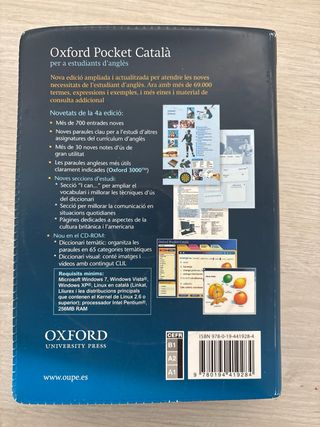 Oxford Pocket Català
per a estudiants d'anglès
Nova edició ampliada i actualitzada per atendre les noves
necessitats de l'estudiant d'anglès. Ara amb més de 69.000
termes, expressions i exemples, i més eines i material de
consulta addicional
Novetats de la 4a edició:
• Més de 700 entrades noves
• Noves paraules clau per a l'estudi d'altres
assignatures del currículum d'anglès
• Més de 30 noves notes d'ús de
gran utilitat
• Les paraules angleses més útils
clarament indicades (Oxford 3000™)
• Noves seccions d'estudi:
• Secció "I can..." per ampliar el
vocabulari i millorar les tècniques d'ús
del diccionari
• Secció per millorar la comunicació en
situacions quotidianes
• Pàgines dedicades a aspectes de la
cultura britànica i l'americana
• Nou en el CD-ROM:
• Diccionari temàtic: organitza les
paraules en 65 categories temàtiques
• Diccionari visual: conté imatges i
vídeos amb contingut CLIL
Requisits mínims:
Microsoft Windows 7, Windows Vista®,
Windows XP®, Linux en català (Linkat,
Lliurex i les distribucions principals
que contenen el Kernel de Linux 2.6 o
superior); processador Intel Pentium®,
256MB RAM
Oxford Pocket Català
OXFORD
UNIVERSITY PRESS
www.oupe.es
CEFR
B1
A2
A1
ISBN 978-0-19-441928-4
9 780194 419284